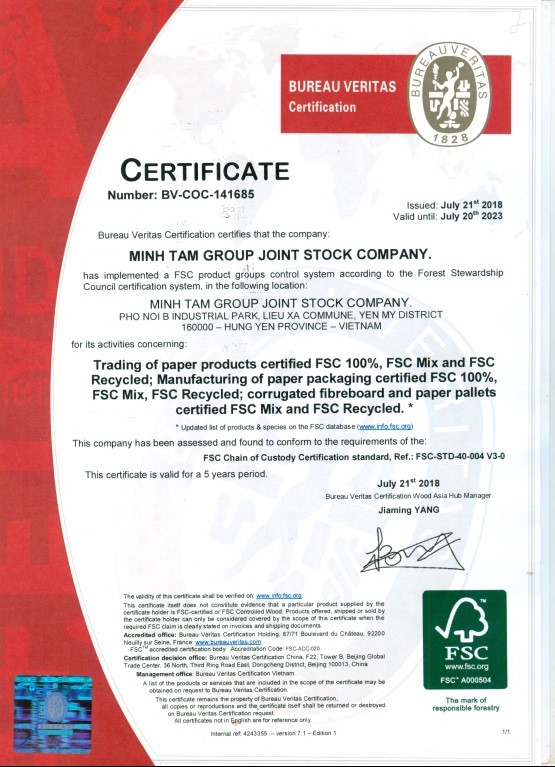 BUREAU VERITAS
Certification
BUREAU VERITAS
1828
CERTIFICATE
Number: BV-COC-141685
Issued: July 21st 2018
Valid until: July 20th 2023
Bureau Veritas Certification certifies that the company:
MINH TAM GROUP JOINT STOCK COMPANY.
has implemented a FSC product groups control system according to the Forest Stewardship
Council certification system, in the following location:
MINH TAM GROUP JOINT STOCK COMPANY.
PHO NOI B INDUSTRIAL PARK, LIEU XA COMMUNE, YEN MY DISTRICT
160000 – HUNG YEN PROVINCE – VIETNAM
for its activities concerning:
Trading of paper products certified FSC 100%, FSC Mix and FSC
Recycled; Manufacturing of paper packaging certified FSC 100%,
FSC Mix, FSC Recycled; corrugated fibreboard and paper pallets
certified FSC Mix and FSC Recycled. *
* Updated list of products & species on the FSC database (www.info.fsc.org)
This company has been assessed and found to conform to the requirements of the:
FSC Chain of Custody Certification standard, Ref.: FSC-STD-40-004 V3-0
This certificate is valid for a 5 years period.
July 21st 2018
Bureau Veritas Certification Wood Asia Hub Manager
Jiaming YANG
The validity of this certificate shall be verified on: www.info.fsc.org
This certificate itself does not constitute evidence that a particular product supplied by the
certificate holder is FSC-certified or FSC Controlled Wood. Products offered, shipped or sold by
the certificate holder can only be considered covered by the scope of this certificate when the
required FSC claim is clearly stated on invoices and shipping documents.
Accredited office: Bureau Veritas Certification Holding, 67/71 Boulevard du Château, 92200
Neuilly sur Seine, France: www.bureauveritas.com
FSC™ accredited certification body Accreditation Code: FSC-ACC-020
Certification decision office: Bureau Veritas Certification China, F22, Tower B, Beijing Global
Trade Center, 36 North, Third Ring Road East, Dongcheng District, Beijing 100013, China
Management office: Bureau Veritas Certification Vietnam
A list of the products or services that are included in the scope of the certificate may be
obtained on request to Bureau Veritas Certification.
This certificate remains the property of Bureau Veritas Certification,
all copies or reproductions and the certificate itself shall be returned or destroyed
on Bureau Veritas Certification request.
All certificates not in English are for reference only.
Internal ref: 4243355 – version 7.1 – Edition 1
FSC
www.fsc.org
FSC® A000504
The mark of
responsible forestry
1/1